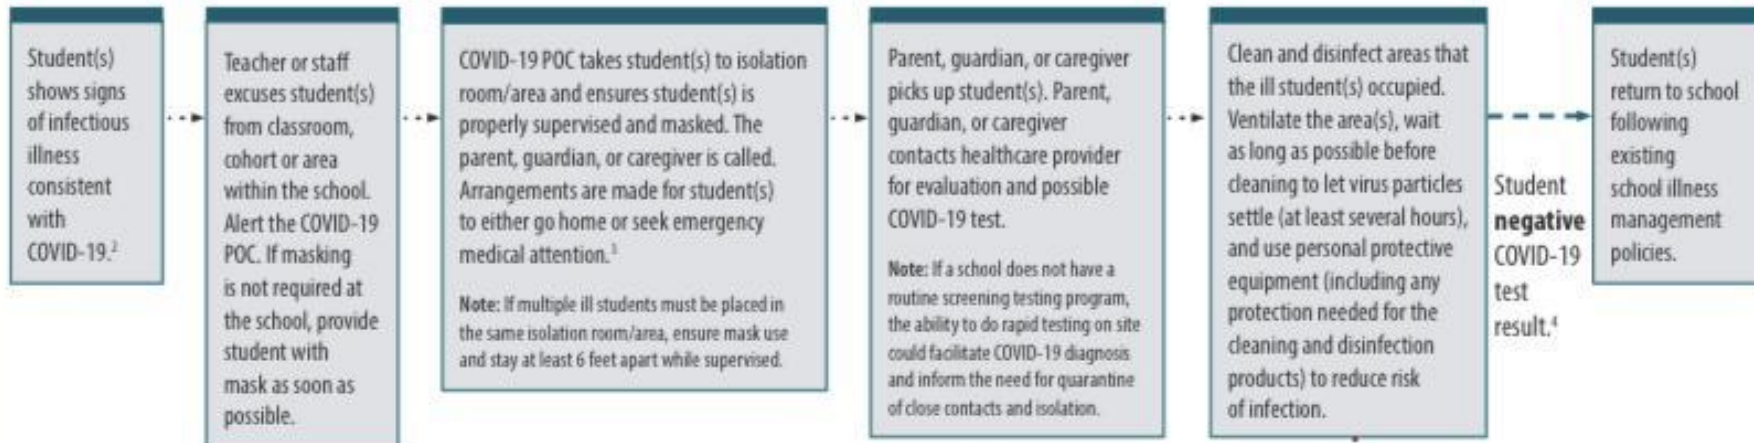 Student(s)
shows signs
of infectious
illness
consistent
with
COVID-19.²
Teacher or staff
excuses student(s)
from classroom,
cohort or area
within the school.
Alert the COVID-19
POC. If masking
is not required at
the school, provide
student with
mask as soon as
possible.
COVID-19 POC takes student(s) to isolation
room/area and ensures student(s) is
properly supervised and masked. The
parent, guardian, or caregiver is called.
Arrangements are made for student(s)
to either go home or seek emergency
medical attention.³
Note: If multiple ill students must be placed in
the same isolation room/area, ensure mask use
and stay at least 6 feet apart while supervised.
Parent, guardian, or caregiver
picks up student(s). Parent,
guardian, or caregiver
contacts healthcare provider
for evaluation and possible
COVID-19 test.
Note: If a school does not have a
routine screening testing program,
the ability to do rapid testing on site
could facilitate COVID-19 diagnosis
and inform the need for quarantine
of close contacts and isolation.
Clean and disinfect areas that
the ill student(s) occupied.
Ventilate the area(s), wait
as long as possible before
cleaning to let virus particles
settle (at least several hours),
and use personal protective
equipment (including any
protection needed for the
cleaning and disinfection
products) to reduce risk
of infection.
Student
negative
COVID-19
test
result.⁴
Student(s)
return to school
following
existing
school illness
management
policies.